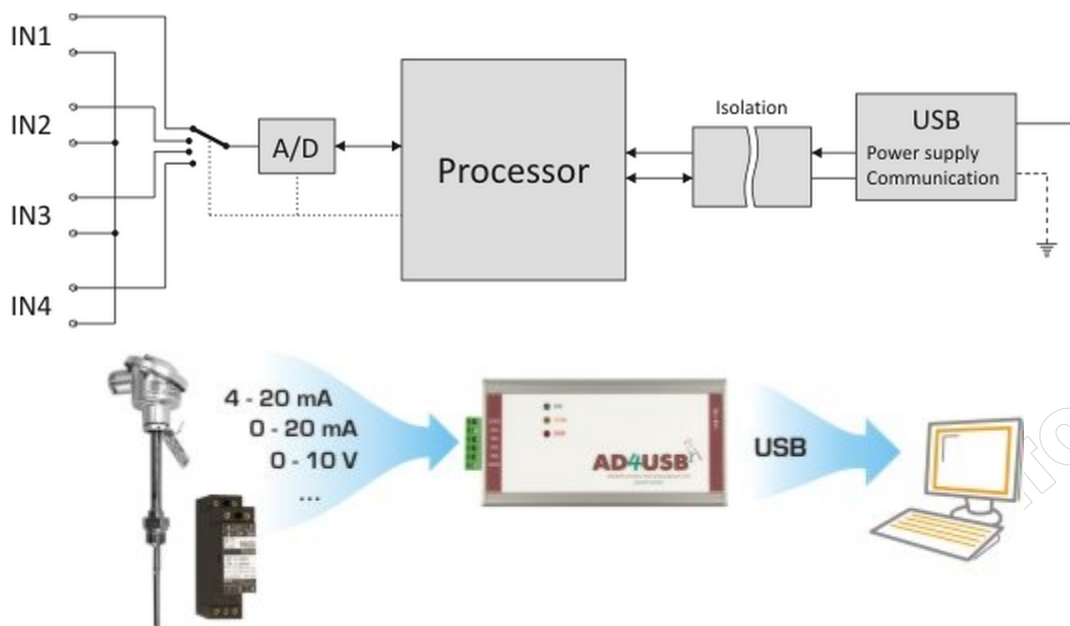 IN1
IN2
IN3
IN4
A/D
Processor
Isolation
USB
Power supply
Communication
4 - 20 mA
0 - 20 mA
0 - 10 V
...
AD4USB
USB